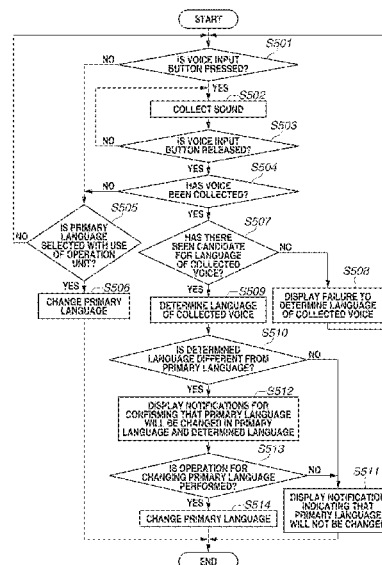 START
S501
IS VOICE INPUT
BUTTON PRESSED?
NO
YES
S502
COLLECT SOUND
S503
IS VOICE INPUT
BUTTON RELEASED?
NO
YES
S504
HAS VOICE
BEEN COLLECTED?
NO
YES
S505
IS PRIMARY
LANGUAGE
SELECTED WITH USE
OF OPERATION
UNIT?
NO
YES
S506
CHANGE PRIMARY
LANGUAGE
S507
HAS THERE
BEEN CANDIDATE
FOR LANGUAGE
OF COLLECTED
VOICE?
NO
YES
S508
DISPLAY FAILURE TO
DETERMINE LANGUAGE
OF COLLECTED VOICE
S509
DETERMINE LANGUAGE
OF COLLECTED VOICE
S510
IS DETERMINED
LANGUAGE DIFFERENT FROM
PRIMARY LANGUAGE?
NO
YES
S512
DISPLAY NOTIFICATIONS FOR
CONFIRMING THAT PRIMARY LANGUAGE
WILL BE CHANGED IN PRIMARY
LANGUAGE AND DETERMINED LANGUAGE
S513
IS OPERATION FOR
CHANGING PRIMARY LANGUAGE
PERFORMED?
NO
YES
S511
DISPLAY NOTIFICATION
INDICATING THAT
PRIMARY LANGUAGE
WILL NOT BE CHANGED
S514
CHANGE PRIMARY LANGUAGE
END